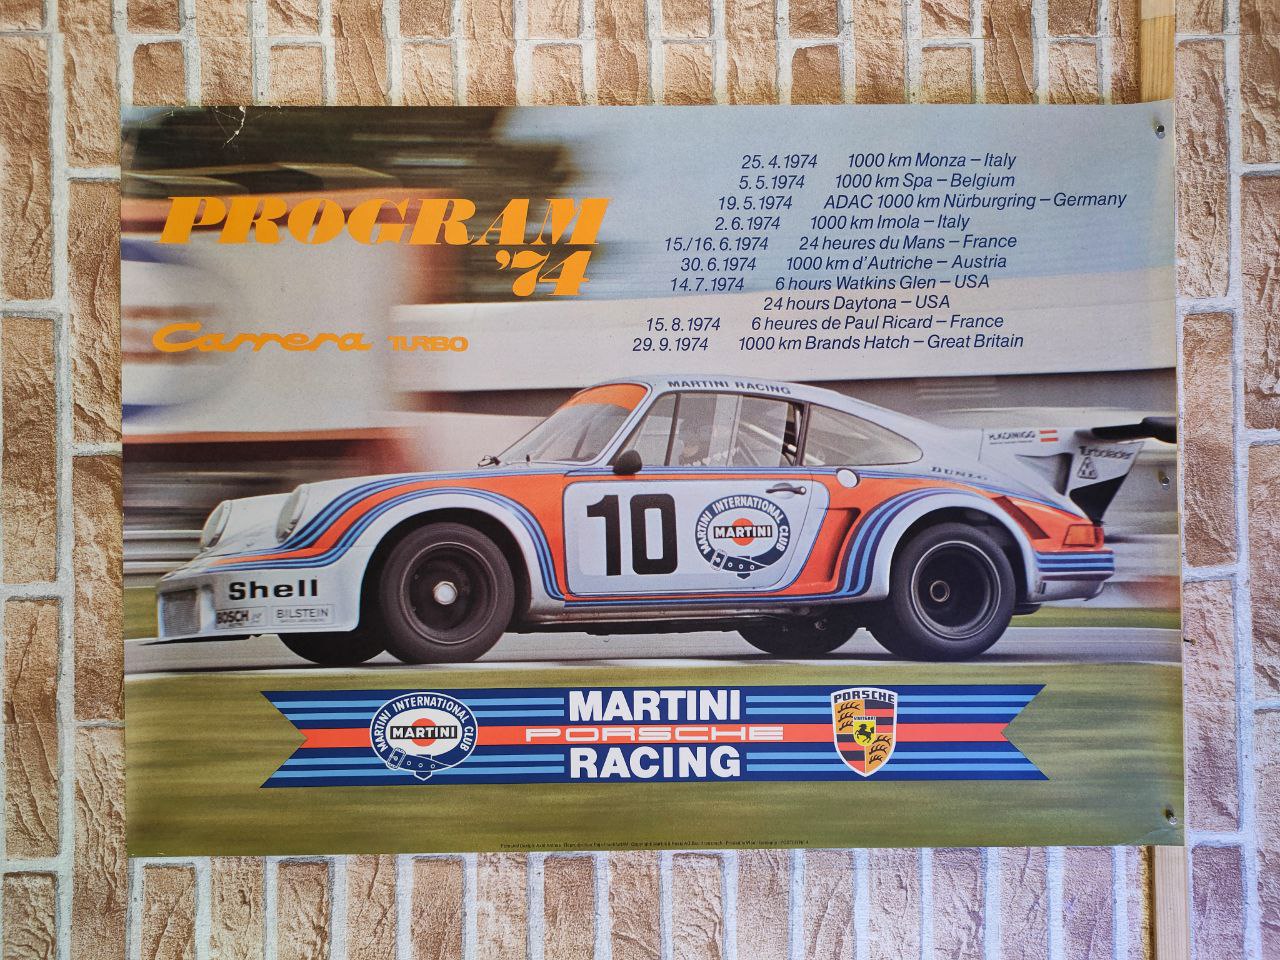 PROGRAM
'74
Carrera TURBO
25.4.1974 1000 km Monza – Italy
5.5.1974 1000 km Spa – Belgium
19.5.1974 ADAC 1000 km Nürburgring – Germany
2.6.1974 1000 km Imola – Italy
15./16.6.1974 24 heures du Mans – France
30.6.1974 1000 km d'Autriche – Austria
14.7.1974 6 hours Watkins Glen – USA
24 hours Daytona – USA
15.8.1974 6 heures de Paul Ricard – France
29.9.1974 1000 km Brands Hatch – Great Britain
MARTINI RACING
H.KOINIGG
Turbolader
DUNLOP
10
MARTINI INTERNATIONAL CLUB
MARTINI
Shell
BOSCH
BILSTEIN
MARTINI INTERNATIONAL CLUB
MARTINI
MARTINI
PORSCHE
RACING
PORSCHE